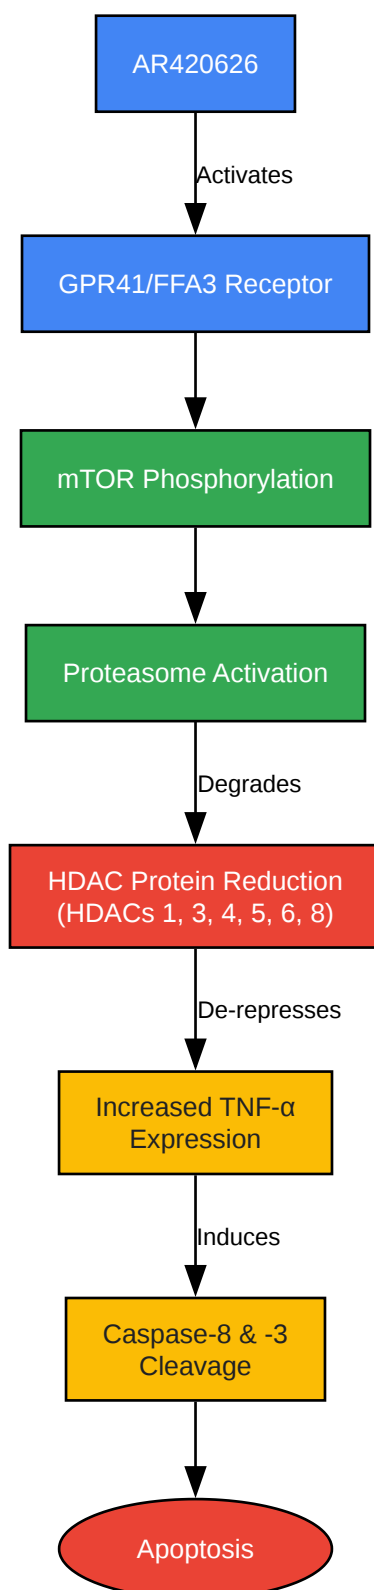 AR420626
Activates
GPR41/FFA3 Receptor
mTOR Phosphorylation
Proteasome Activation
Degrades
HDAC Protein Reduction
(HDACs 1, 3, 4, 5, 6, 8)
De-represses
Increased TNF-α
Expression
Induces
Caspase-8 & -3
Cleavage
Apoptosis